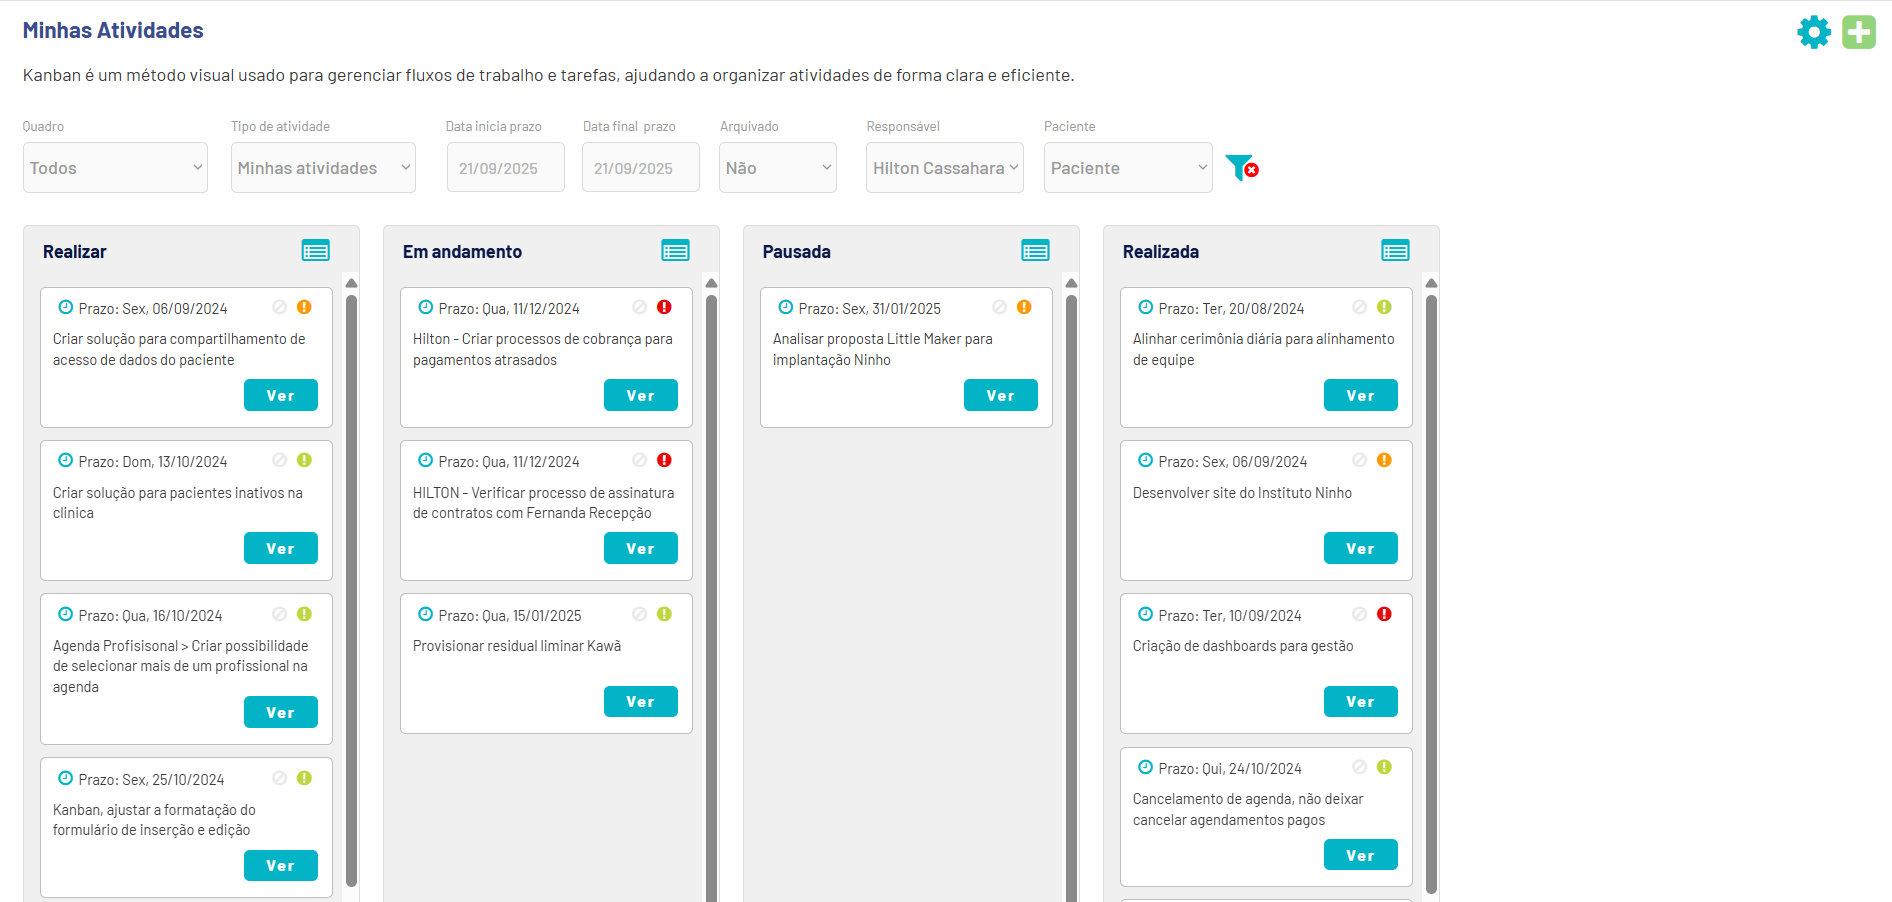 Minhas Atividades
Kanban é um método visual usado para gerenciar fluxos de trabalho e tarefas, ajudando a organizar atividades de forma clara e eficiente.
Quadro
Tipo de atividade
Data inicia prazo
Data final  prazo
Arquivado
Responsável
Paciente
Todos
Minhas atividades
21/09/2025
21/09/2025
Não
Hilton Cassahara
Paciente
Realizar
Prazo: Sex, 06/09/2024
Criar solução para compartilhamento de
acesso de dados do paciente
Ver
Prazo: Dom, 13/10/2024
Criar solução para pacientes inativos na
clinica
Ver
Prazo: Qua, 16/10/2024
Agenda Profisisonal > Criar possibilidade
de selecionar mais de um profissional na
agenda
Ver
Prazo: Sex, 25/10/2024
Kanban, ajustar a formatação do
formulário de inserção e edição
Ver
Em andamento
Prazo: Qua, 11/12/2024
Hilton - Criar processos de cobrança para
pagamentos atrasados
Ver
Prazo: Qua, 11/12/2024
HILTON - Verificar processo de assinatura
de contratos com Fernanda Recepção
Ver
Prazo: Qua, 15/01/2025
Provisionar residual liminar Kawã
Ver
Pausada
Prazo: Sex, 31/01/2025
Analisar proposta Little Maker para
implantação Ninho
Ver
Realizada
Prazo: Ter, 20/08/2024
Alinhar cerimônia diária para alinhamento
de equipe
Ver
Prazo: Sex, 06/09/2024
Desenvolver site do Instituto Ninho
Ver
Prazo: Ter, 10/09/2024
Criação de dashboards para gestão
Ver
Prazo: Qui, 24/10/2024
Cancelamento de agenda, não deixar
cancelar agendamentos pagos
Ver